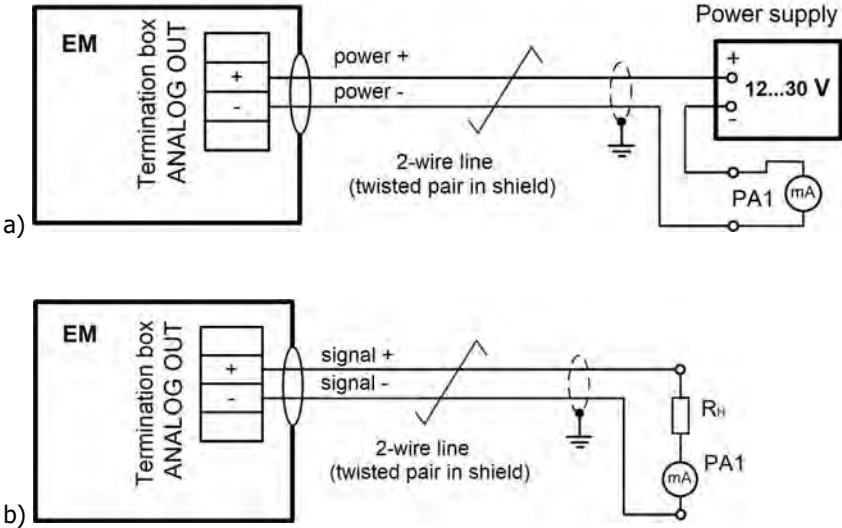 Power supply
EM
Termination box
ANALOG OUT
+
-
power +
power -
2-wire line
(twisted pair in shield)
+
12...30 V
-
PA1
mA
a)
EM
Termination box
ANALOG OUT
+
-
signal +
signal -
2-wire line
(twisted pair in shield)
RH
PA1
mA
b)